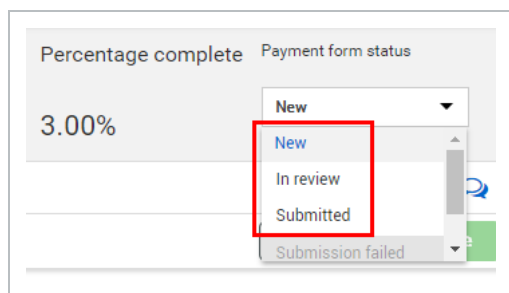 Percentage complete
Payment form status
3.00%
New
New
In review
Submitted
Submission failed